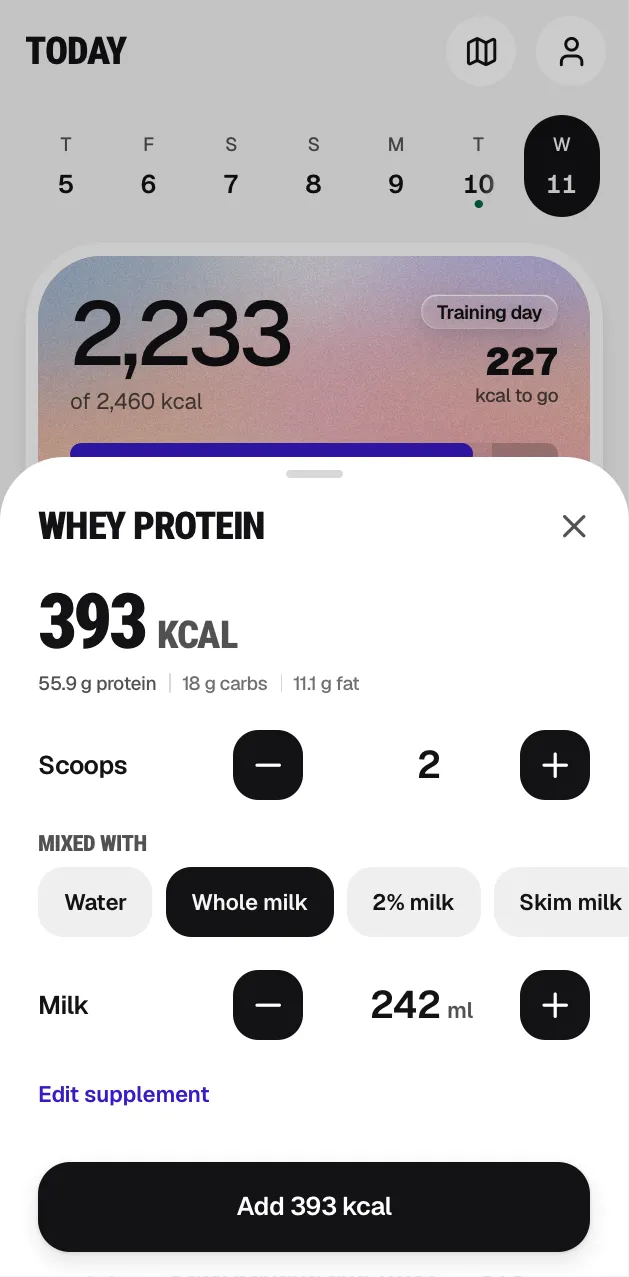 TODAY
T F S S M T W
5 6 7 8 9 10 11
2,233
Training day
227
of 2,460 kcal
kcal to go
WHEY PROTEIN
393 KCAL
55.9 g protein 18 g carbs 11.1 g fat
Scoops 2
MIXED WITH
Water Whole milk 2% milk Skim milk
Milk 242 ml
Edit supplement
Add 393 kcal